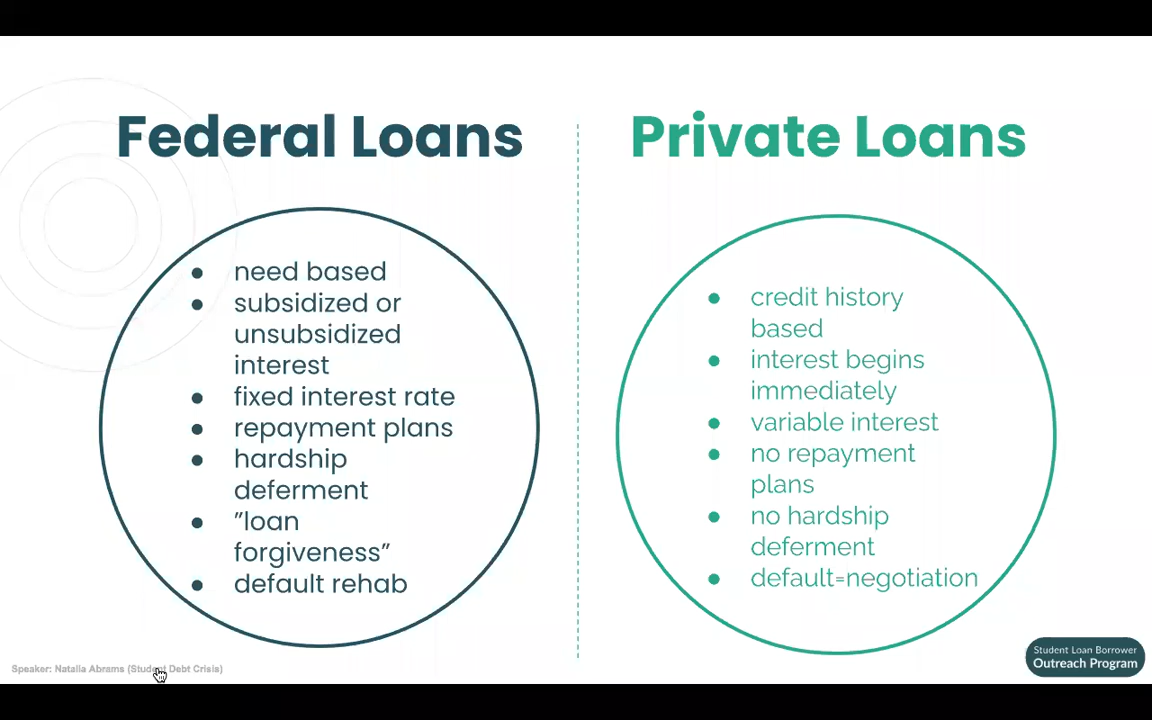 Federal Loans
● need based
● subsidized or
unsubsidized
interest
● fixed interest rate
● repayment plans
● hardship
deferment
● ”loan
forgiveness”
● default rehab
Private Loans
● credit history
based
● interest begins
immediately
● variable interest
● no repayment
plans
● no hardship
deferment
● default=negotiation
Speaker: Natalia Abrams (Student Debt Crisis)
Student Loan Borrower
Outreach Program